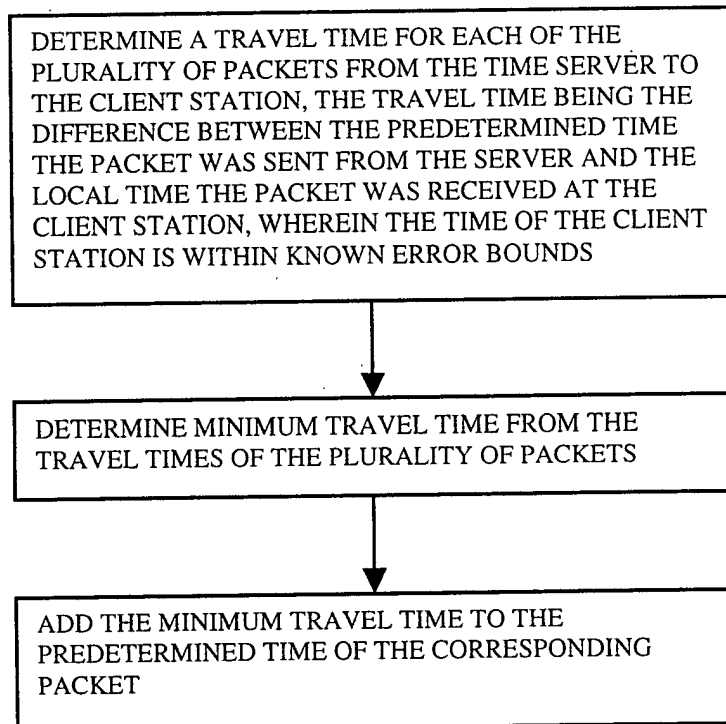 DETERMINE A TRAVEL TIME FOR EACH OF THE
PLURALITY OF PACKETS FROM THE TIME SERVER TO
THE CLIENT STATION, THE TRAVEL TIME BEING THE
DIFFERENCE BETWEEN THE PREDETERMINED TIME
THE PACKET WAS SENT FROM THE SERVER AND THE
LOCAL TIME THE PACKET WAS RECEIVED AT THE
CLIENT STATION, WHEREIN THE TIME OF THE CLIENT
STATION IS WITHIN KNOWN ERROR BOUNDS
DETERMINE MINIMUM TRAVEL TIME FROM THE
TRAVEL TIMES OF THE PLURALITY OF PACKETS
ADD THE MINIMUM TRAVEL TIME TO THE
PREDETERMINED TIME OF THE CORRESPONDING
PACKET